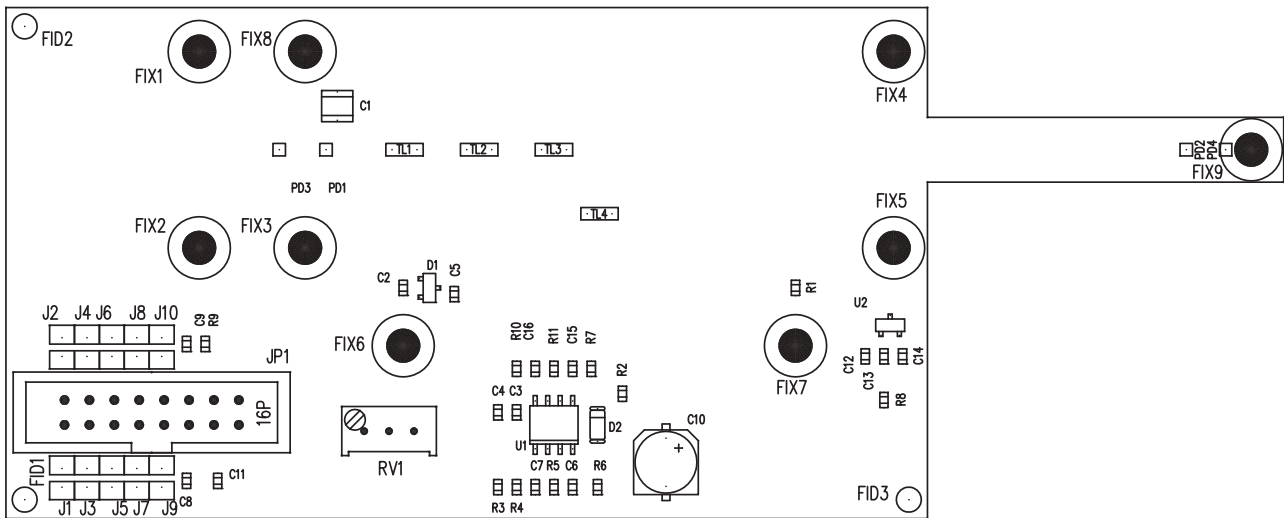 FID2
FIX1
FIX8
FIX4
C1
TL1 TL2 TL3
PD2
PD4
FIX9
PD3 PD1
TL4
FIX2
FIX3
FIX5
C2
D1
C5
R1
U2
J2 J4 J6 J8 J10
C9
R9
FIX6
JP1
R10
C16
R11
C15
R7
R2
FIX7
C12
C13
C14
R8
16P
C4 C3
U1
D2
C10
RV1
FID1
C8
C11
C7 R5 C6 R6
R3 R4
J1 J3 J5 J7 J9
FID3
+